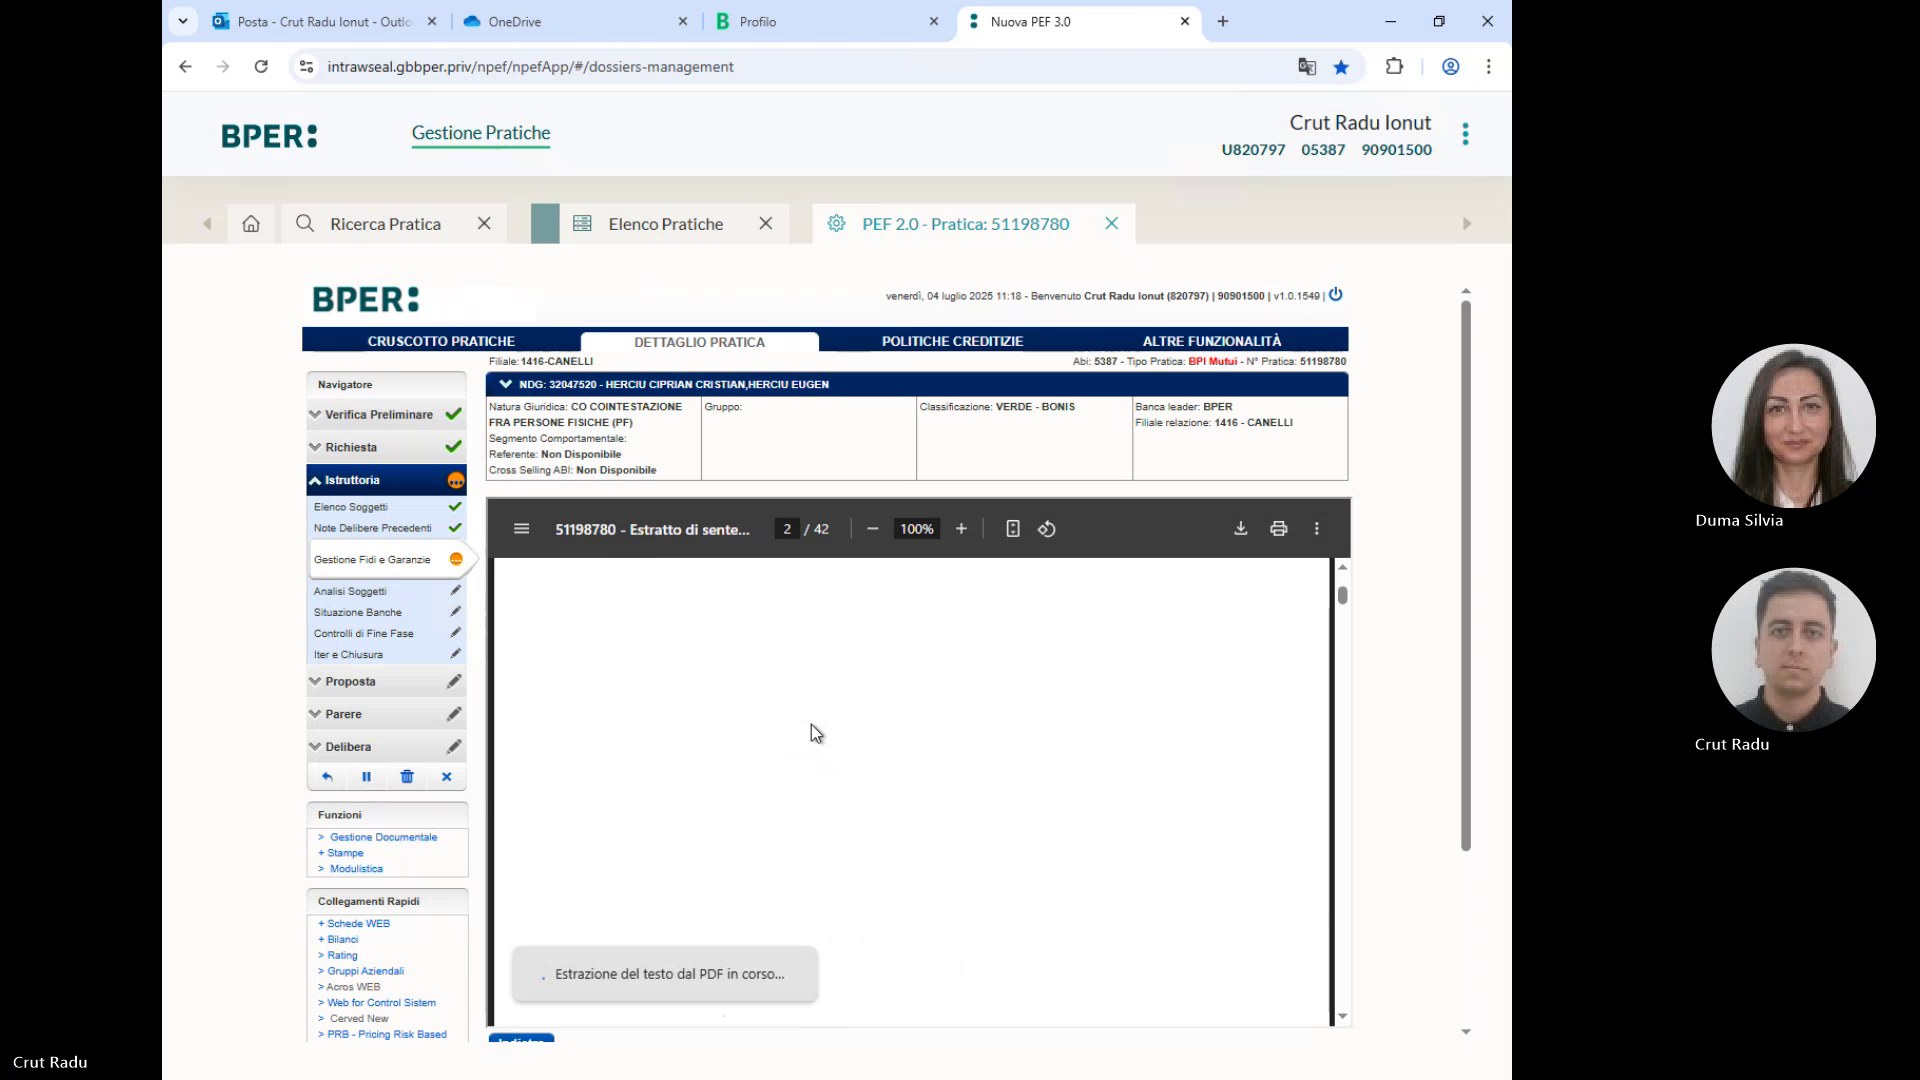 Posta - Crut Radu Ionut - Outlo
OneDrive
Profilo
Nuova PEF 3.0
intrawseal.gbbper.priv/npef/npefApp/#/dossiers-management
BPER:
Gestione Pratiche
Crut Radu Ionut
U820797 05387 90901500
Ricerca Pratica
Elenco Pratiche
PEF 2.0 - Pratica: 51198780
BPER:
venerdì, 04 luglio 2025 11:18 - Benvenuto Crut Radu Ionut (820797) | 90901500 | v1.0.1549 |
CRUSCOTTO PRATICHE
DETTAGLIO PRATICA
POLITICHE CREDITIZIE
ALTRE FUNZIONALITÀ
Filiale: 1416-CANELLI
Abi: 5387 - Tipo Pratica: BPI Mutui - N° Pratica: 51198780
Navigatore
Verifica Preliminare
Richiesta
Istruttoria
Elenco Soggetti
Note Delibere Precedenti
Gestione Fidi e Garanzie
Analisi Soggetti
Situazione Banche
Controlli di Fine Fase
Iter e Chiusura
Proposta
Parere
Delibera
Funzioni
> Gestione Documentale
+ Stampe
> Modulistica
Collegamenti Rapidi
+ Schede WEB
+ Bilanci
> Rating
> Gruppi Aziendali
> Acros WEB
> Web for Control Sistem
> Cerved New
> PRB - Pricing Risk Based
NDG: 32047520 - HERCIU CIPRIAN CRISTIAN,HERCIU EUGEN
Natura Giuridica: CO COINTESTAZIONE
FRA PERSONE FISICHE (PF)
Segmento Comportamentale:
Referente: Non Disponibile
Cross Selling ABI: Non Disponibile
Gruppo:
Classificazione: VERDE - BONIS
Banca leader: BPER
Filiale relazione: 1416 - CANELLI
51198780 - Estratto di sente...
2 / 42
100%
Estrazione del testo dal PDF in corso...
Indietro
Duma Silvia
Crut Radu
Crut Radu